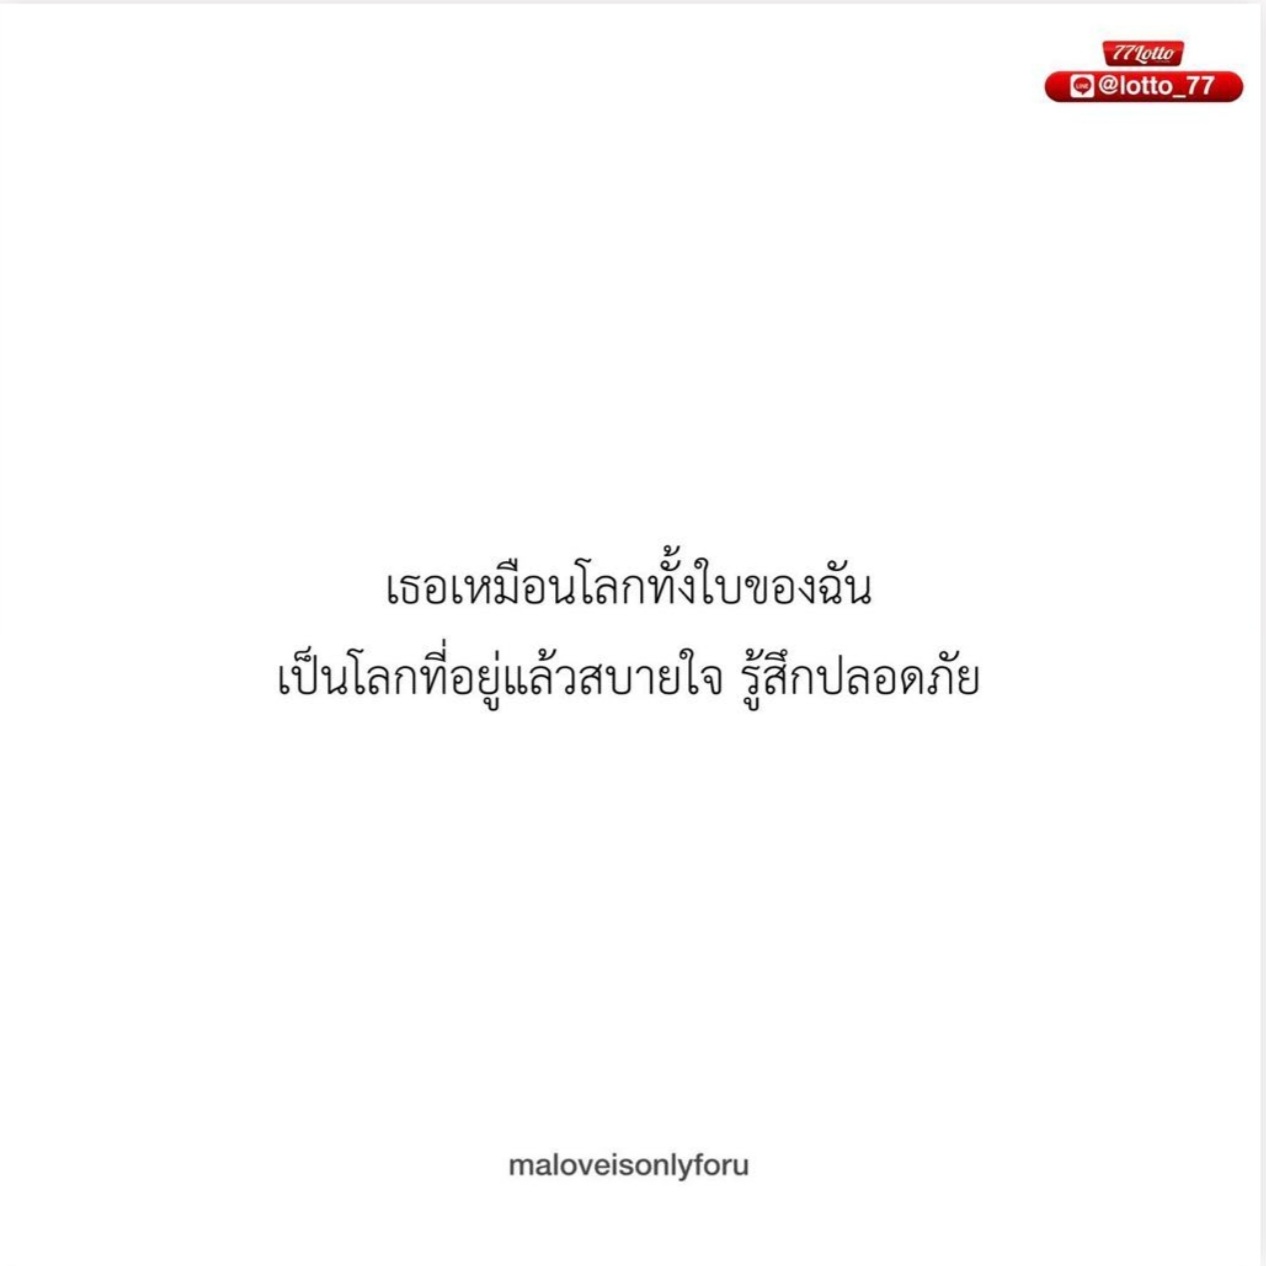 77Lotto
LINE @lotto_77
เธอเหมือนโลกทั้งใบของฉัน
เป็นโลกที่อยู่แล้วสบายใจ รู้สึกปลอดภัย
maloveisonlyforu